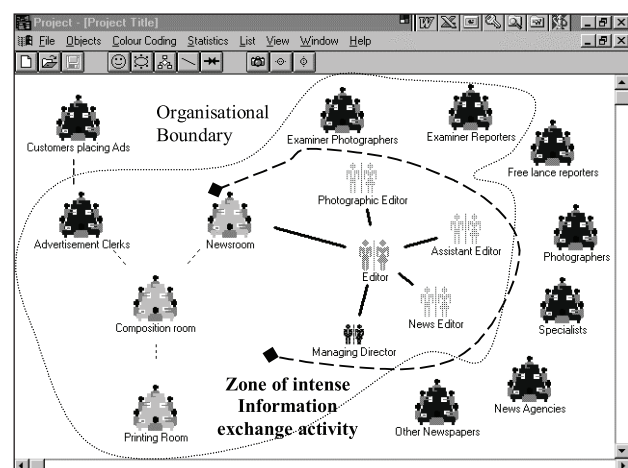 Project - [Project Title]
File Objects Colour Coding Statistics List View Window Help
Organisational
Boundary
Customers placing Ads
Examiner Photographers
Examiner Reporters
Free lance reporters
Photographic Editor
Advertisement Clerks
Newsroom
Assistant Editor
Photographers
Editor
Composition room
News Editor
Specialists
Managing Director
Zone of intense
Information
exchange activity
Printing Room
Other Newspapers
News Agencies